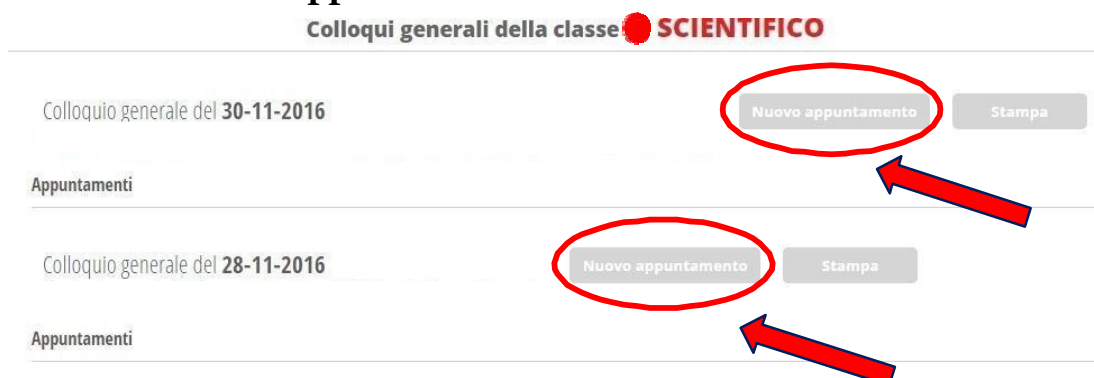 Colloqui generali della classe SCIENTIFICO
Colloquio generale del 30-11-2016 Nuovo appuntamento Stampa
Appuntamenti
Colloquio generale del 28-11-2016 Nuovo appuntamento Stampa
Appuntamenti